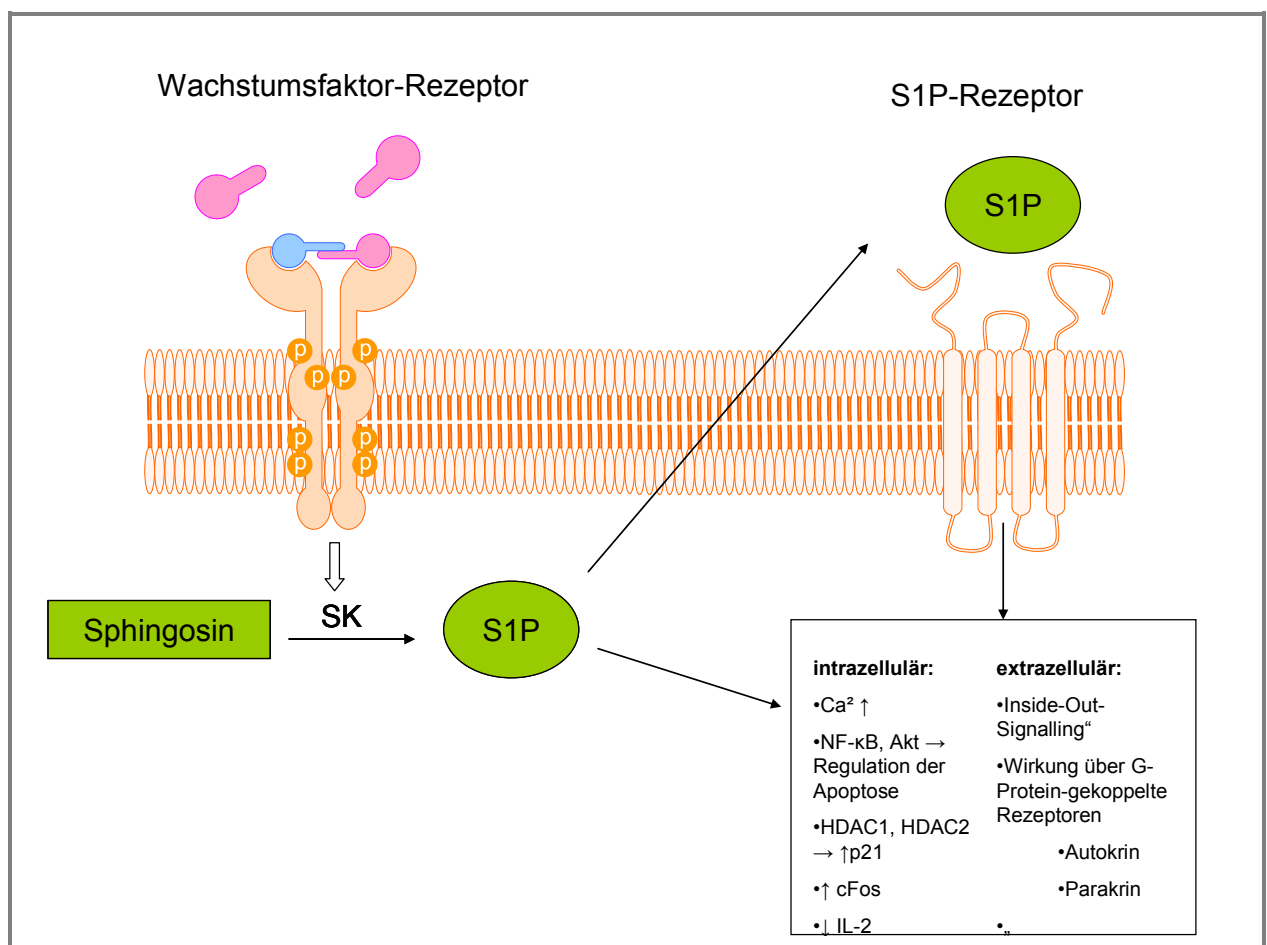 Wachstumsfaktor-Rezeptor
S1P-Rezeptor
S1P
p
p
p
p
p
p
p
p
SK
Sphingosin
S1P
intrazellulär:
•Ca² ↑
•NF-κB, Akt →
Regulation der
Apoptose
•HDAC1, HDAC2
→ ↑p21
•↑ cFos
•↓ IL-2
extrazellulär:
•Inside-Out-
Signalling“
•Wirkung über G-
Protein-gekoppelte
Rezeptoren
•Autokrin
•Parakrin
•„